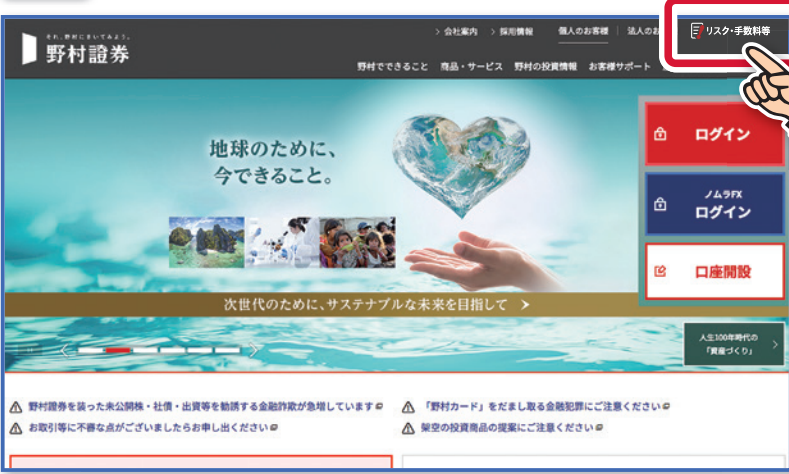 それ、野村にきいてみよう。
野村證券
> 会社案内 > 採用情報 個人のお客様 法人のお
リスク・手数料等
野村でできること 商品・サービス 野村の投資情報 お客様サポート
地球のために、
今できること。
ログイン
ノムラFX
ログイン
口座開設
次世代のために、サステナブルな未来を目指して >
人生100年時代の
「資産づくり」
野村證券を装った未公開株・社債・出資等を勧誘する金融詐欺が急増しています
「野村カード」をだまし取る金融犯罪にご注意ください
お取引等に不審な点がございましたらお申し出ください
架空の投資商品の提案にご注意ください